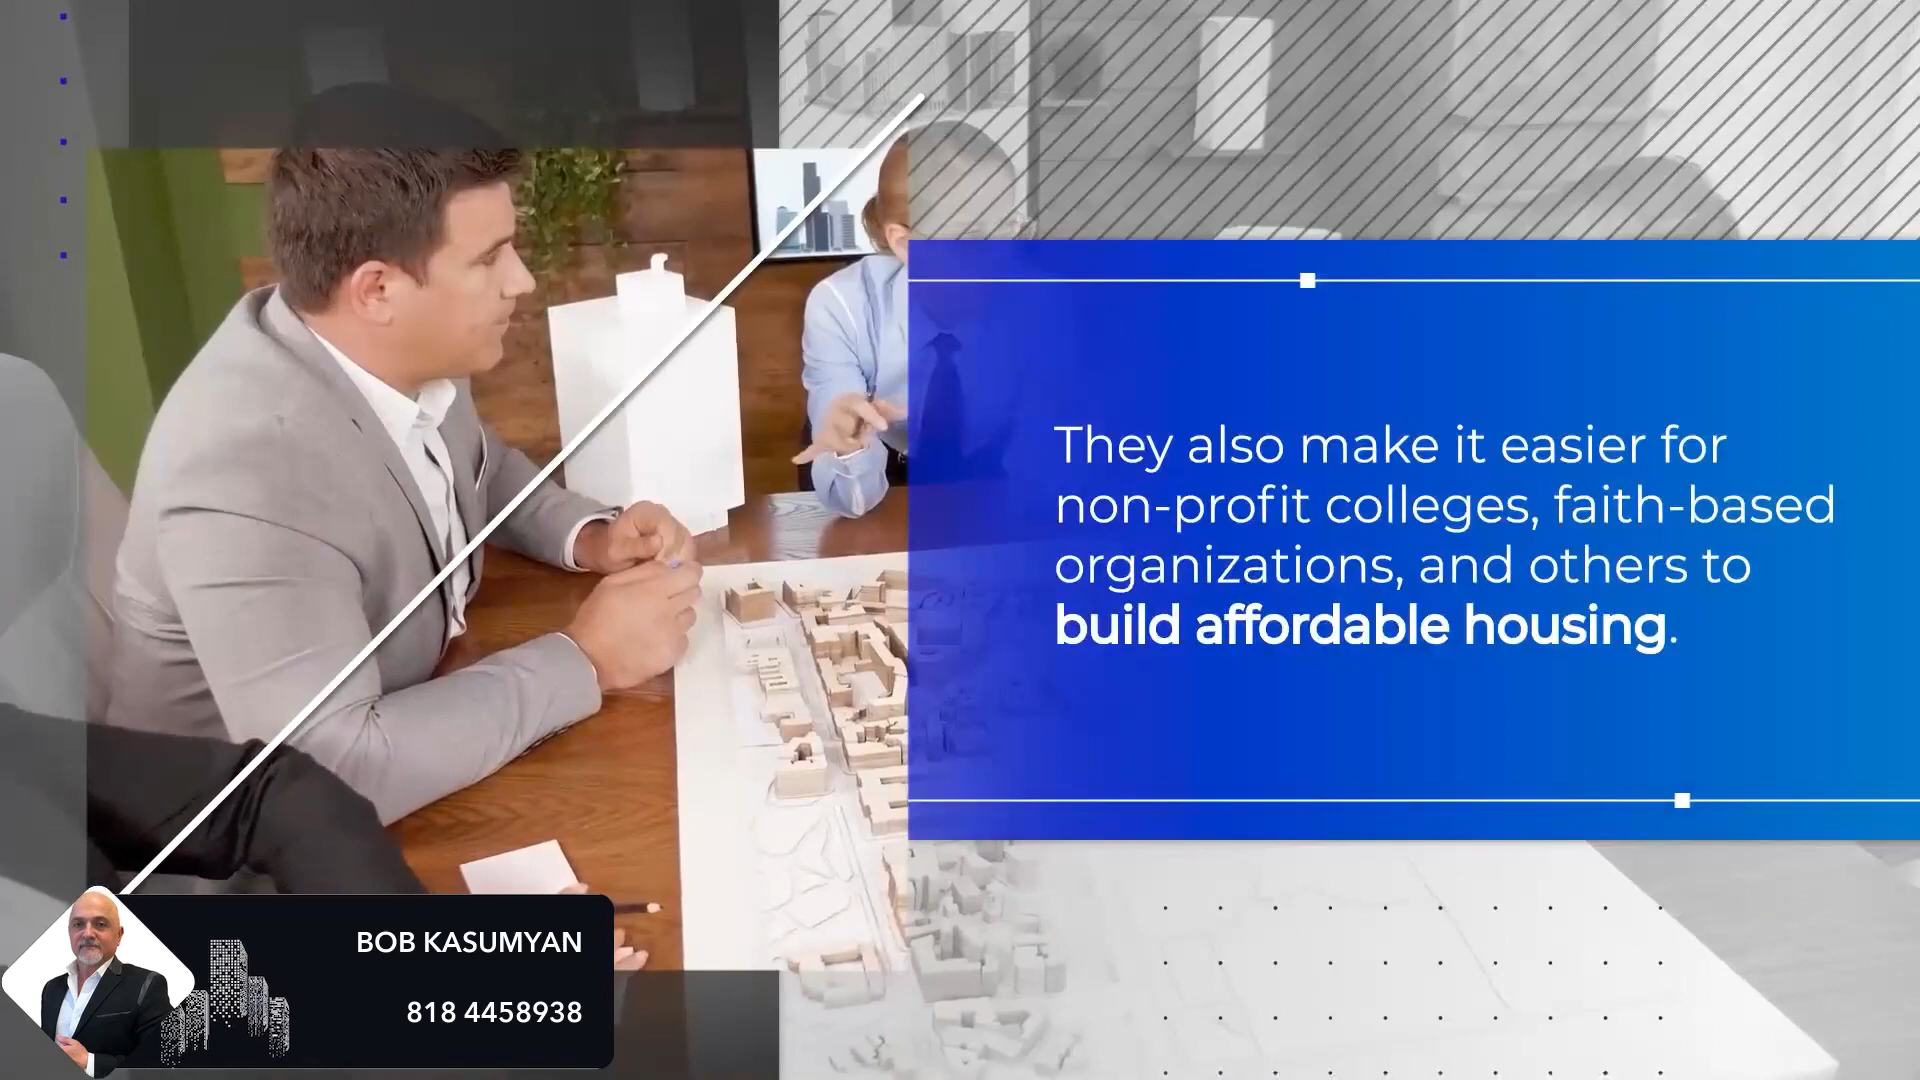 They also make it easier for
non-profit colleges, faith-based
organizations, and others to
build affordable housing.
BOB KASUMYAN
818 4458938